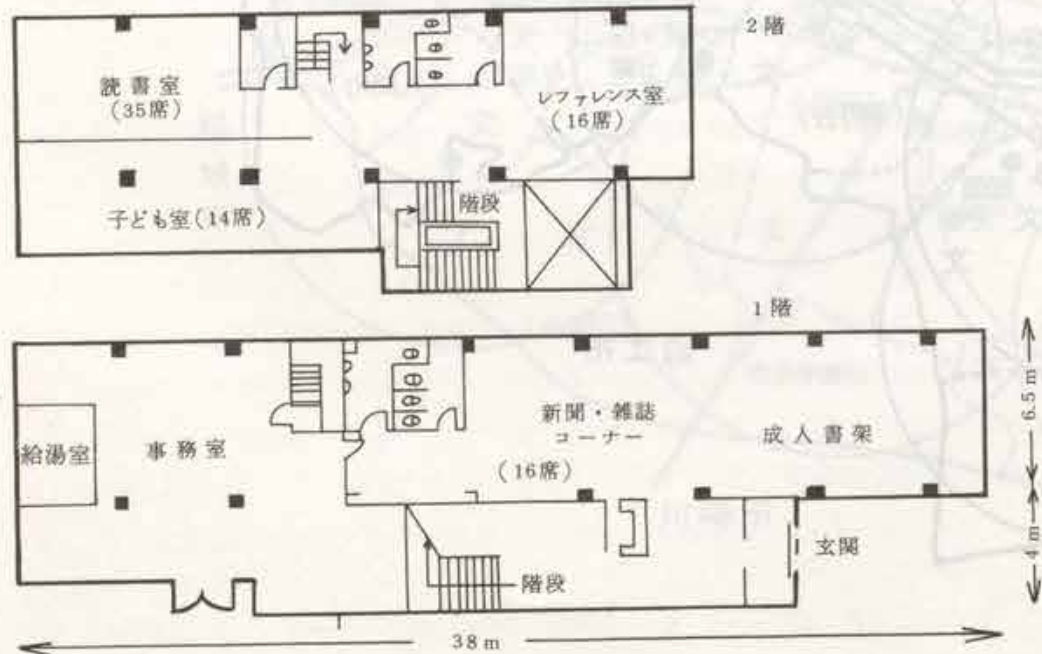 2階
読書室
(35席)
レファレンス室
(16席)
階段
子ども室(14席)
1階
6.5m
新聞・雑誌
コーナー
(16席)
成人書架
給湯室
事務室
玄関
4m
階段
38m